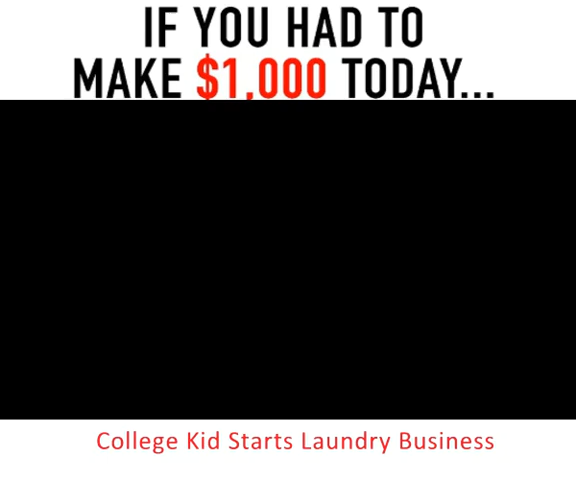 IF YOU HAD TO
MAKE $1,000 TODAY...
College Kid Starts Laundry Business